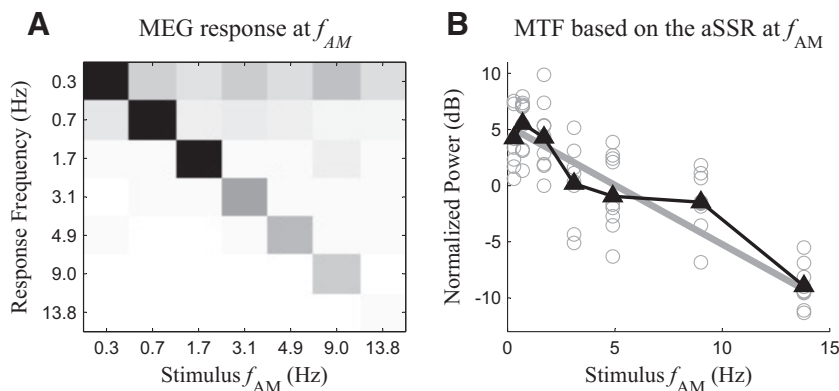 A
MEG response at f_AM
Response Frequency (Hz)
0.3
0.7
1.7
3.1
4.9
9.0
13.8
0.3 0.7 1.7 3.1 4.9 9.0 13.8
Stimulus f_AM (Hz)
B
MTF based on the aSSR at f_AM
Normalized Power (dB)
10
5
0
-5
-10
0 5 10 15
Stimulus f_AM (Hz)